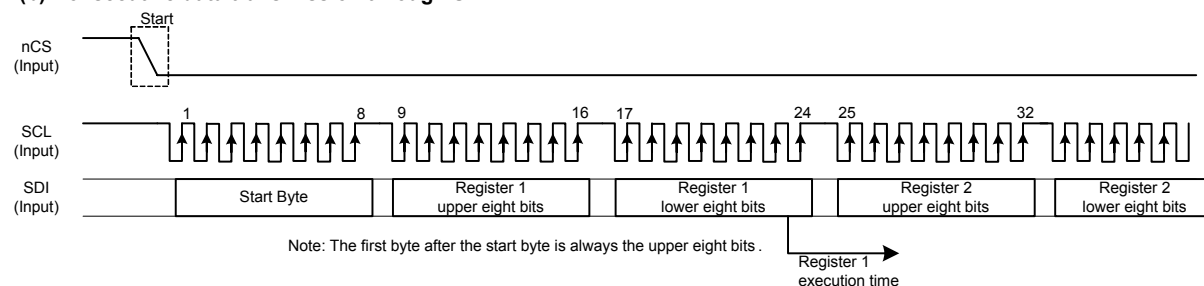 Start
nCS
(Input)
1 8 9 16 17 24 25 32
SCL
(Input)
SDI
(Input)
Start Byte
Register 1
upper eight bits
Register 1
lower eight bits
Register 2
upper eight bits
Register 2
lower eight bits
Note: The first byte after the start byte is always the upper eight bits .
Register 1
execution time